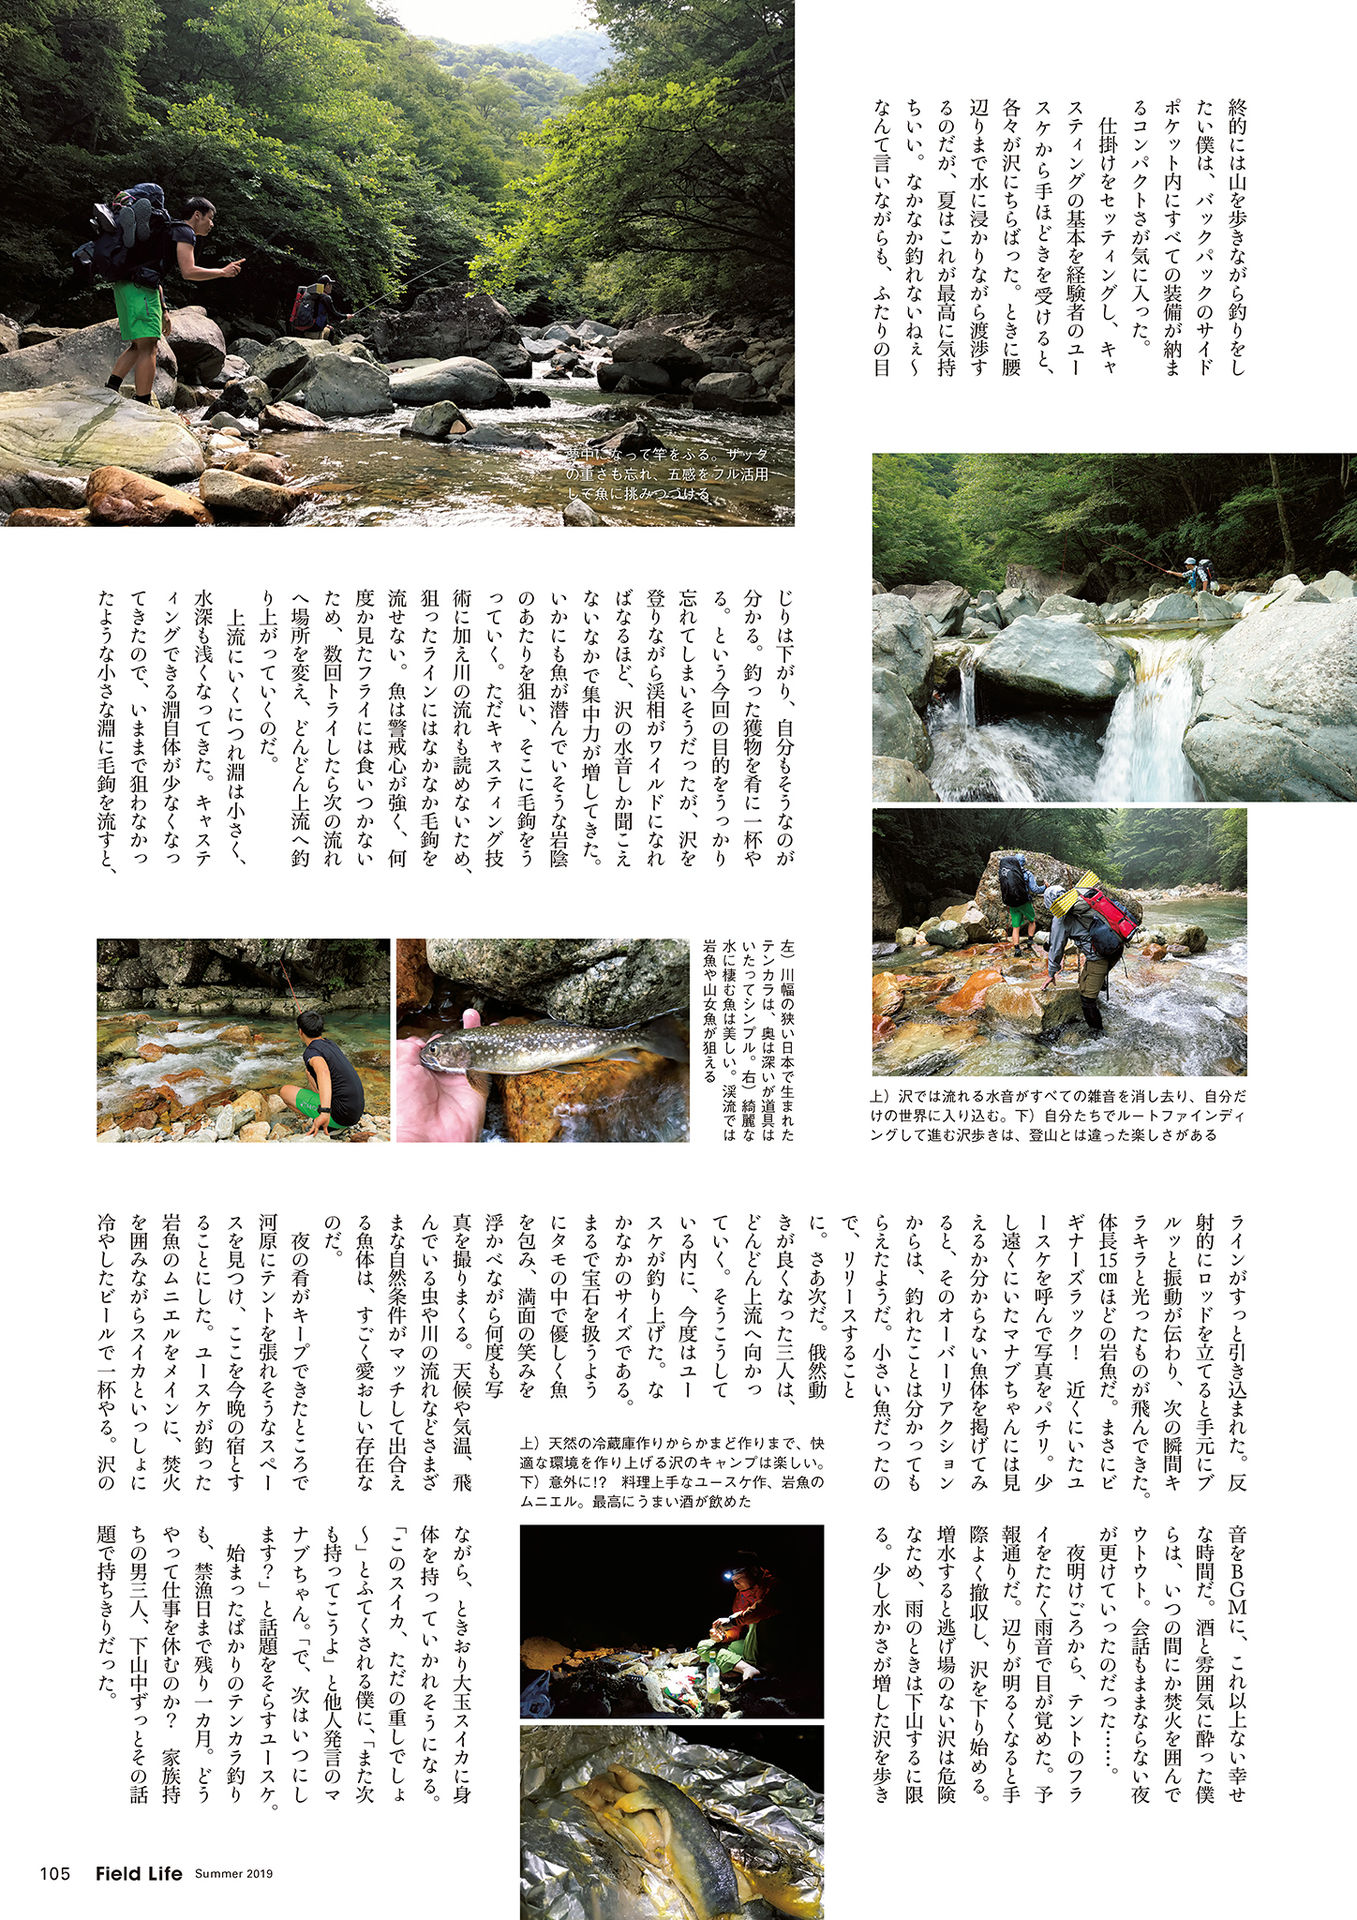 終的には山を歩きながら釣りをし
たい僕は、バックパックのサイド
ポケット内にすべての装備が納ま
るコンパクトさが気に入った。
仕掛けをセッティングし、キャ
スティングの基本を経験者のユー
スケから手ほどきを受けると、
各々が沢にちらばった。ときに腰
辺りまで水に浸かりながら渡渉す
るのだが、夏はこれが最高に気持
ちいい。なかなか釣れないねぇ〜
なんて言いながらも、ふたりの目
夢中になって竿をふる。ザック
の重さも忘れ、五感をフル活用
して魚に挑みつづける
じりは下がり、自分もそうなのが
分かる。釣った獲物を肴に一杯や
る。という今回の目的をうっかり
忘れてしまいそうだったが、沢を
登りながら渓相がワイルドになれ
ばなるほど、沢の水音しか聞こえ
ないなかで集中力が増してきた。
いかにも魚が潜んでいそうな岩陰
のあたりを狙い、そこに毛鉤をう
っていく。ただキャスティング技
術に加え川の流れも読めないため、
狙ったラインにはなかなか毛鉤を
流せない。魚は警戒心が強く、何
度か見たフライには食いつかない
ため、数回トライしたら次の流れ
へ場所を変え、どんどん上流へ釣
り上がっていくのだ。
上流にいくにつれ淵は小さく、
水深も浅くなってきた。キャステ
ィングできる淵自体が少なくなっ
てきたので、いままで狙わなかっ
たような小さな淵に毛鉤を流すと、
左）川幅の狭い日本で生まれた
テンカラは、奥は深いが道具は
いたってシンプル。右）綺麗な
水に棲む魚は美しい。渓流では
岩魚や山女魚が狙える
上）沢では流れる水音がすべての雑音を消し去り、自分だ
けの世界に入り込む。下）自分たちでルートファインディ
ングして進む沢歩きは、登山とは違った楽しさがある
ラインがすっと引き込まれた。反
射的にロッドを立てると手元にブ
ルッと振動が伝わり、次の瞬間キ
ラキラと光ったものが飛んできた。
体長15cmほどの岩魚だ。まさにビ
ギナーズラック！　近くにいたユ
ースケを呼んで写真をパチリ。少
し遠くにいたマナブちゃんには見
えるか分からない魚体を掲げてみ
ると、そのオーバーリアクション
からは、釣れたことは分かっても
らえたようだ。小さい魚だったの
で、リリースすること
に。さあ次だ。俄然動
きが良くなった三人は、
どんどん上流へ向かっ
ていく。そうこうして
いる内に、今度はユー
スケが釣り上げた。な
かなかのサイズである。
まるで宝石を扱うよう
にタモの中で優しく魚
を包み、満面の笑みを
浮かべながら何度も写
真を撮りまくる。天候や気温、飛
んでいる虫や川の流れなどさまざ
まな自然条件がマッチして出合え
る魚体は、すごく愛おしい存在な
のだ。
夜の肴がキープできたところで
河原にテントを張れそうなスペー
スを見つけ、ここを今晩の宿とす
ることにした。ユースケが釣った
岩魚のムニエルをメインに、焚火
を囲みながらスイカといっしょに
冷やしたビールで一杯やる。沢の
上）天然の冷蔵庫作りからかまど作りまで、快
適な環境を作り上げる沢のキャンプは楽しい。
下）意外に!?　料理上手なユースケ作、岩魚の
ムニエル。最高にうまい酒が飲めた
音をBGMに、これ以上ない幸せ
な時間だ。酒と雰囲気に酔った僕
らは、いつの間にか焚火を囲んで
ウトウト。会話もままならない夜
が更けていったのだった……。
夜明けごろから、テントのフラ
イをたたく雨音で目が覚めた。予
報通りだ。辺りが明るくなると手
際よく撤収し、沢を下り始める。
増水すると逃げ場のない沢は危険
なため、雨のときは下山するに限
る。少し水かさが増した沢を歩き
ながら、ときおり大玉スイカに身
体を持っていかれそうになる。
「このスイカ、ただの重しでしょ
〜」とふてくされる僕に、「また次
も持ってこうよ」と他人発言のマ
ナブちゃん。「で、次はいつにし
ます？」と話題をそらすユースケ。
始まったばかりのテンカラ釣り
も、禁漁日まで残り一カ月。どう
やって仕事を休むのか？　家族持
ちの男三人、下山中ずっとその話
題で持ちきりだった。
105 Field Life Summer 2019